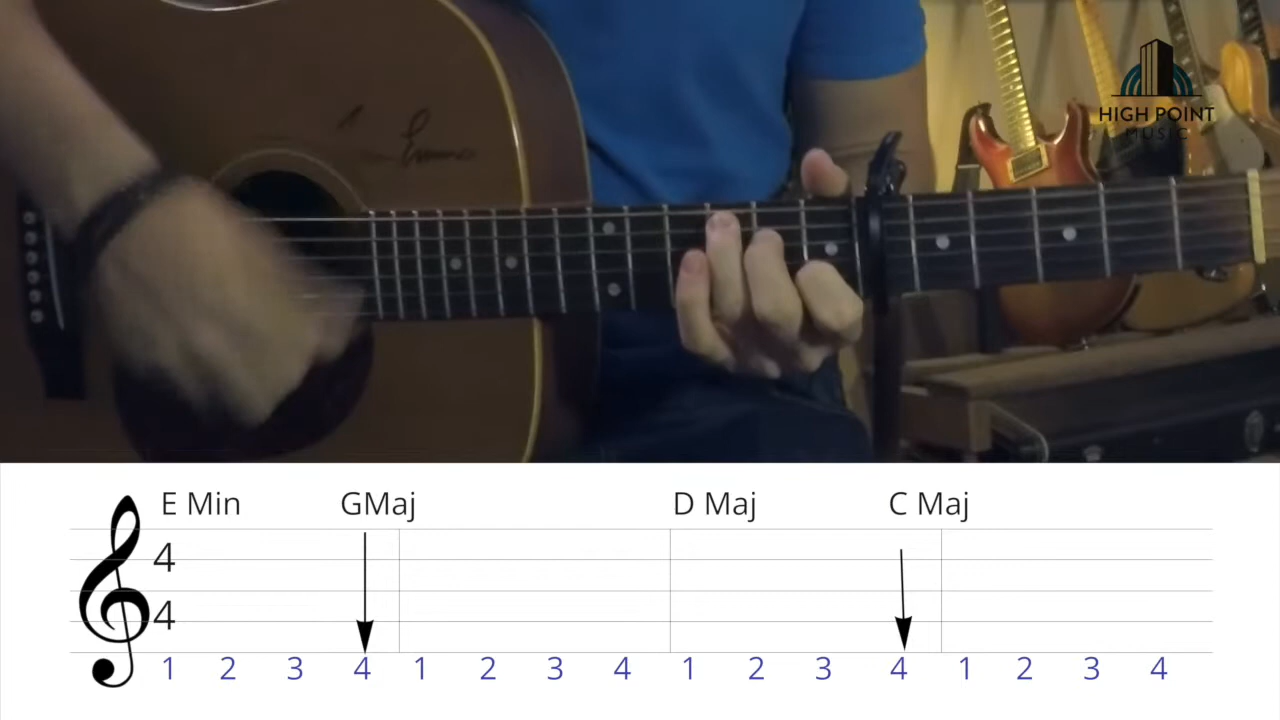 HIGH POINT
MUSIC
E Min GMaj D Maj C Maj
4
4
1 2 3 4 1 2 3 4 1 2 3 4 1 2 3 4